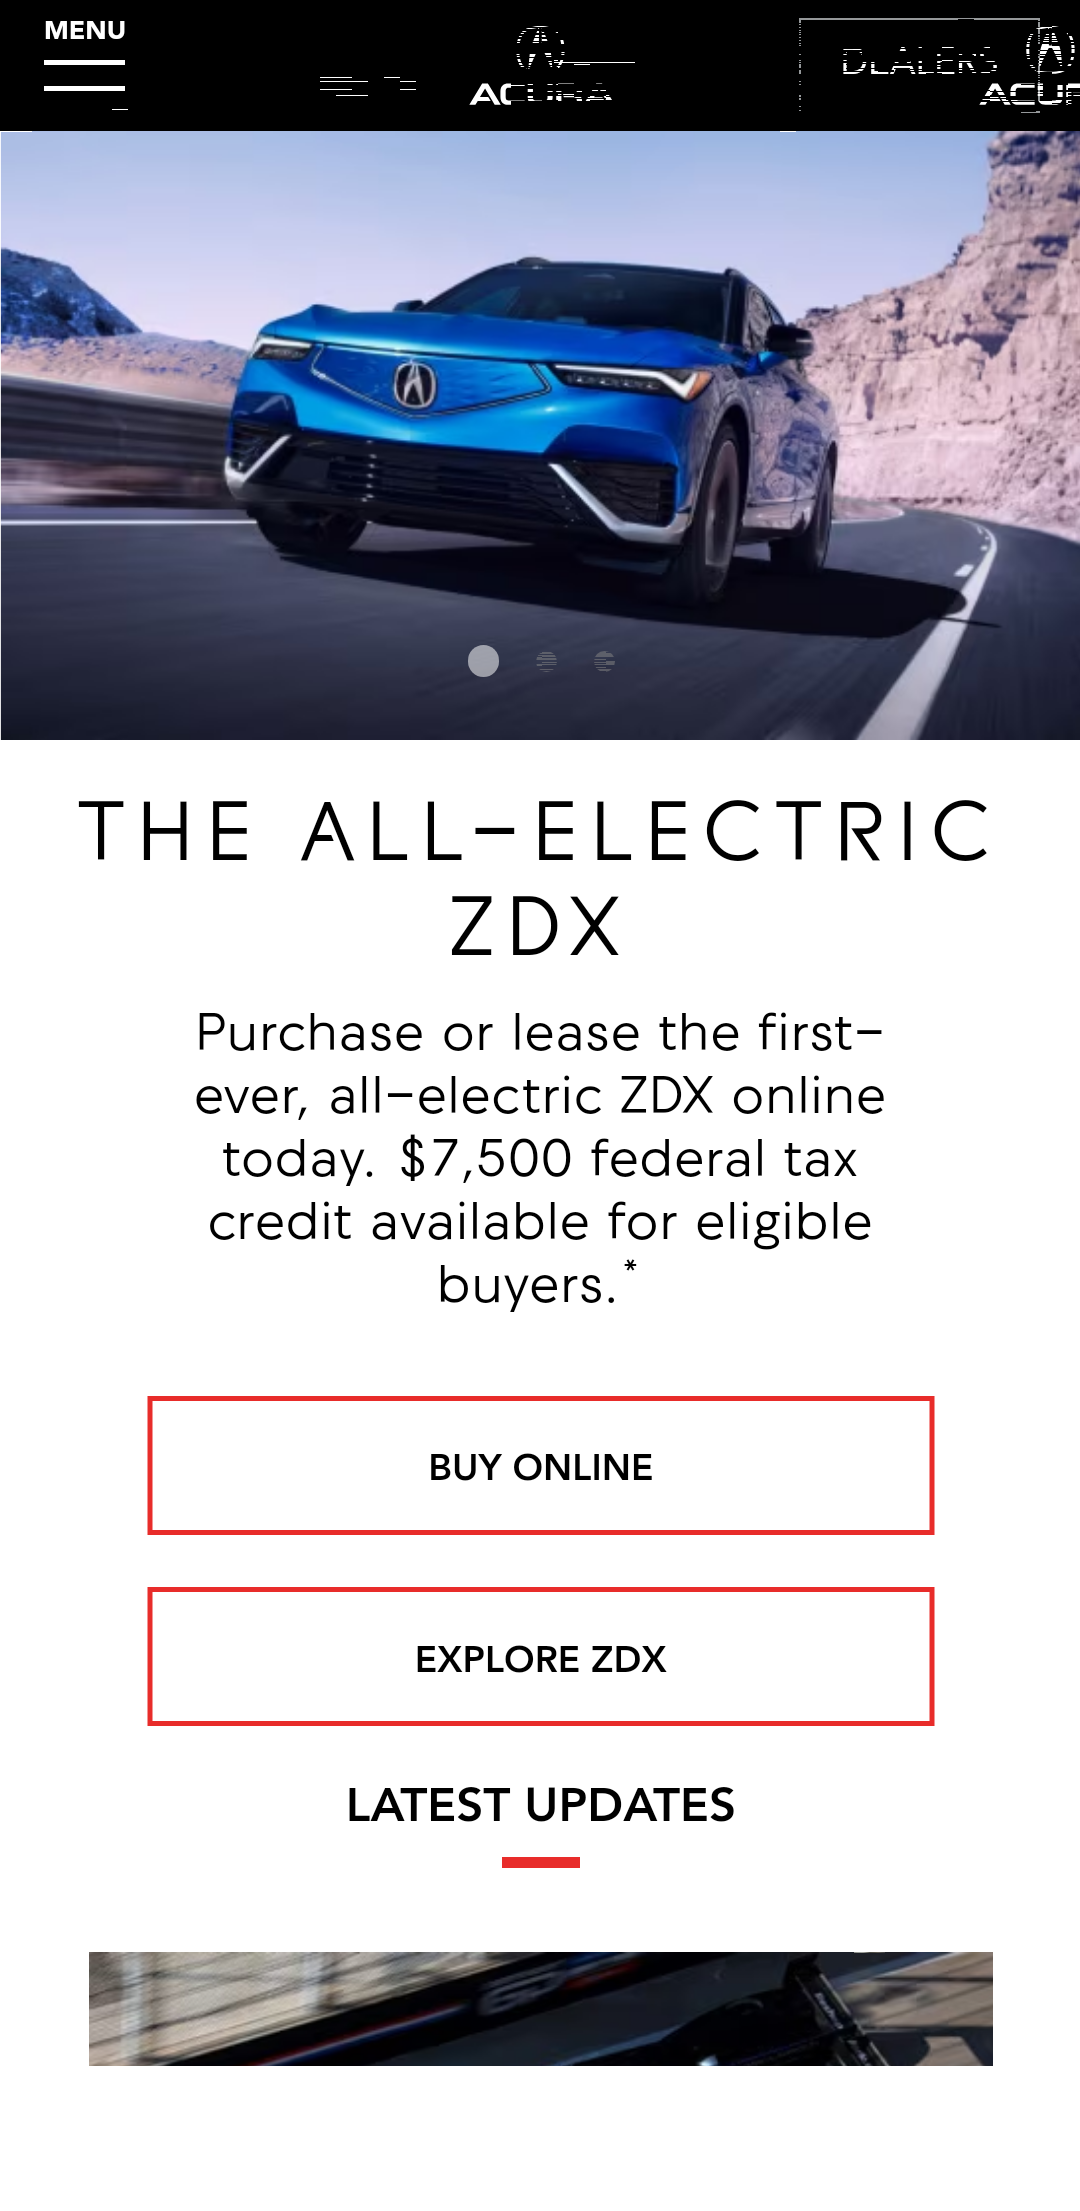 MENU
ACURA
DEALERS
THE ALL-ELECTRIC
ZDX
Purchase or lease the first-
ever, all-electric ZDX online
today. $7,500 federal tax
credit available for eligible
buyers.*
BUY ONLINE
EXPLORE ZDX
LATEST UPDATES